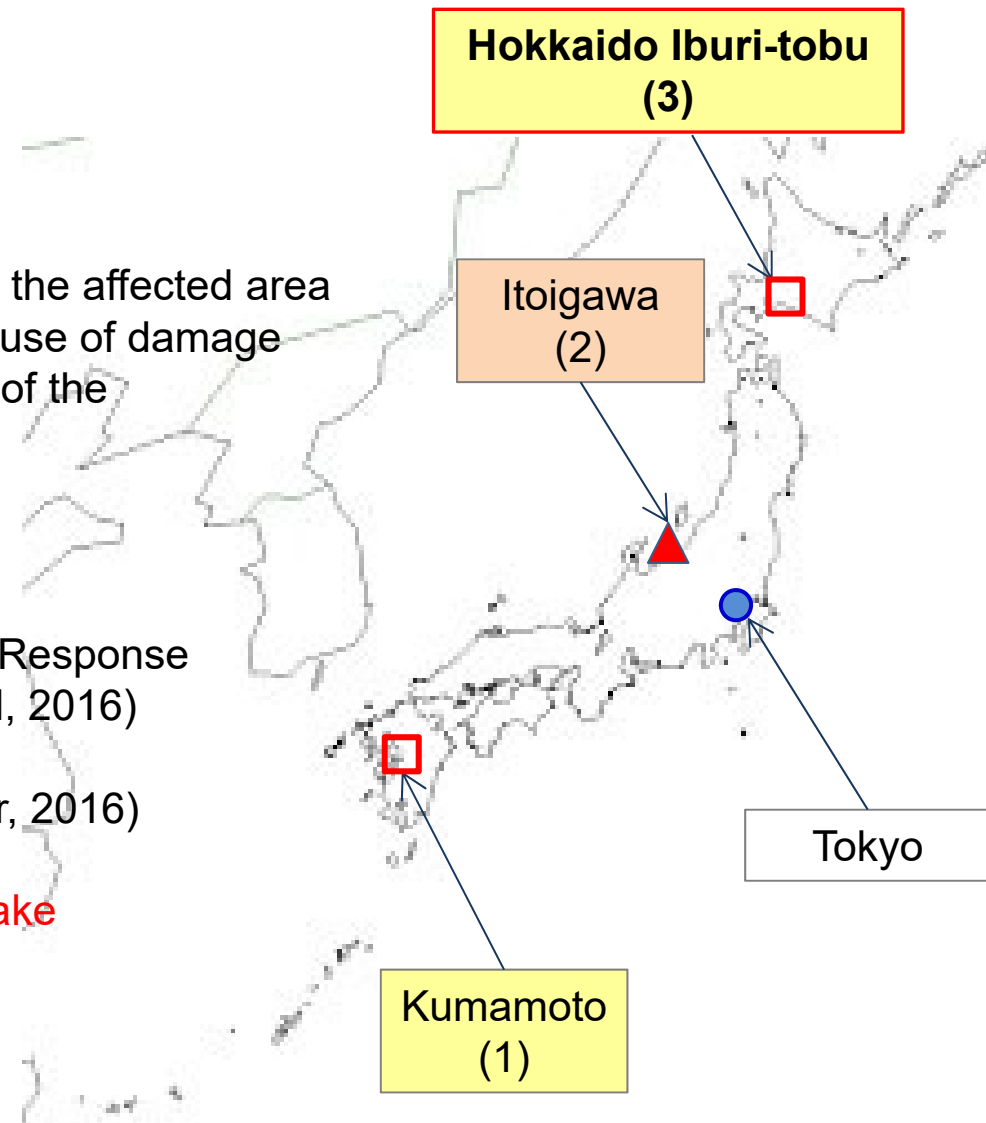 Hokkaido Iburi-tobu
(3)
the affected area
use of damage
of the
Itoigawa
(2)
Response
, 2016)
, 2016)
Tokyo
ake
Kumamoto
(1)